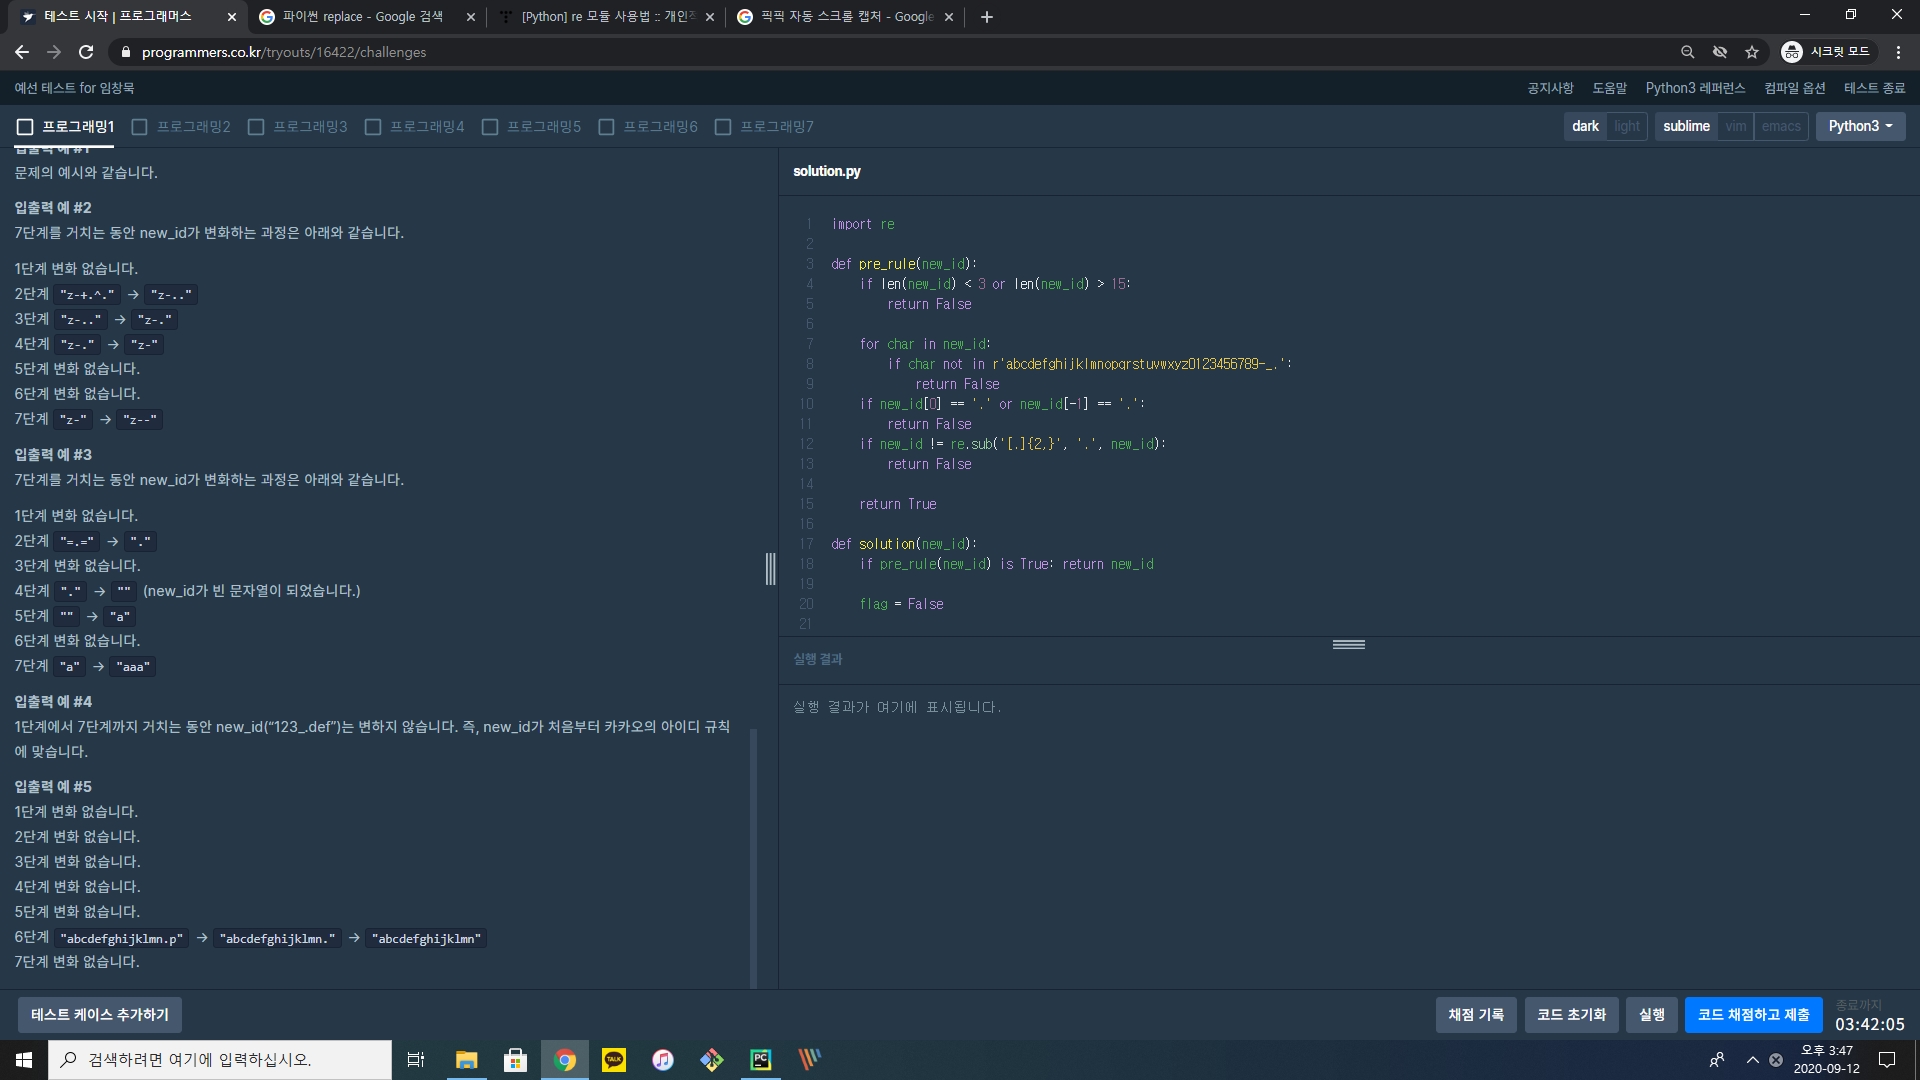 테스트 시작 | 프로그래머스
파이썬 replace - Google 검색
[Python] re 모듈 사용법 :: 개인적
픽픽 자동 스크롤 캡처 - Google
programmers.co.kr/tryouts/16422/challenges
시크릿 모드
예선 테스트 for 임창묵
공지사항 도움말 Python3 레퍼런스 컴파일 옵션 테스트 종료
프로그래밍1 프로그래밍2 프로그래밍3 프로그래밍4 프로그래밍5 프로그래밍6 프로그래밍7
dark light sublime vim emacs Python3
입출력 예 #1
문제의 예시와 같습니다.
입출력 예 #2
7단계를 거치는 동안 new_id가 변화하는 과정은 아래와 같습니다.
1단계 변화 없습니다.
2단계 "z-+.^." → "z-.."
3단계 "z-.." → "z-."
4단계 "z-." → "z-"
5단계 변화 없습니다.
6단계 변화 없습니다.
7단계 "z-" → "z--"
입출력 예 #3
7단계를 거치는 동안 new_id가 변화하는 과정은 아래와 같습니다.
1단계 변화 없습니다.
2단계 "=.=" → "."
3단계 변화 없습니다.
4단계 "." → "" (new_id가 빈 문자열이 되었습니다.)
5단계 "" → "a"
6단계 변화 없습니다.
7단계 "a" → "aaa"
입출력 예 #4
1단계에서 7단계까지 거치는 동안 new_id(“123_.def”)는 변하지 않습니다. 즉, new_id가 처음부터 카카오의 아이디 규칙
에 맞습니다.
입출력 예 #5
1단계 변화 없습니다.
2단계 변화 없습니다.
3단계 변화 없습니다.
4단계 변화 없습니다.
5단계 변화 없습니다.
6단계 "abcdefghijklmn.p" → "abcdefghijklmn." → "abcdefghijklmn"
7단계 변화 없습니다.
solution.py
1 import re
2
3 def pre_rule(new_id):
4 if len(new_id) < 3 or len(new_id) > 15:
5 return False
6
7 for char in new_id:
8 if char not in r'abcdefghijklmnopqrstuvwxyz0123456789-_.':
9 return False
10 if new_id[0] == '.' or new_id[-1] == '.':
11 return False
12 if new_id != re.sub('[.]{2,}', '.', new_id):
13 return False
14
15 return True
16
17 def solution(new_id):
18 if pre_rule(new_id) is True: return new_id
19
20 flag = False
21
실행 결과
실행 결과가 여기에 표시됩니다.
테스트 케이스 추가하기
채점 기록 코드 초기화 실행 코드 채점하고 제출
종료까지
03:42:05
검색하려면 여기에 입력하십시오.
TALK
PC
오후 3:47
2020-09-12